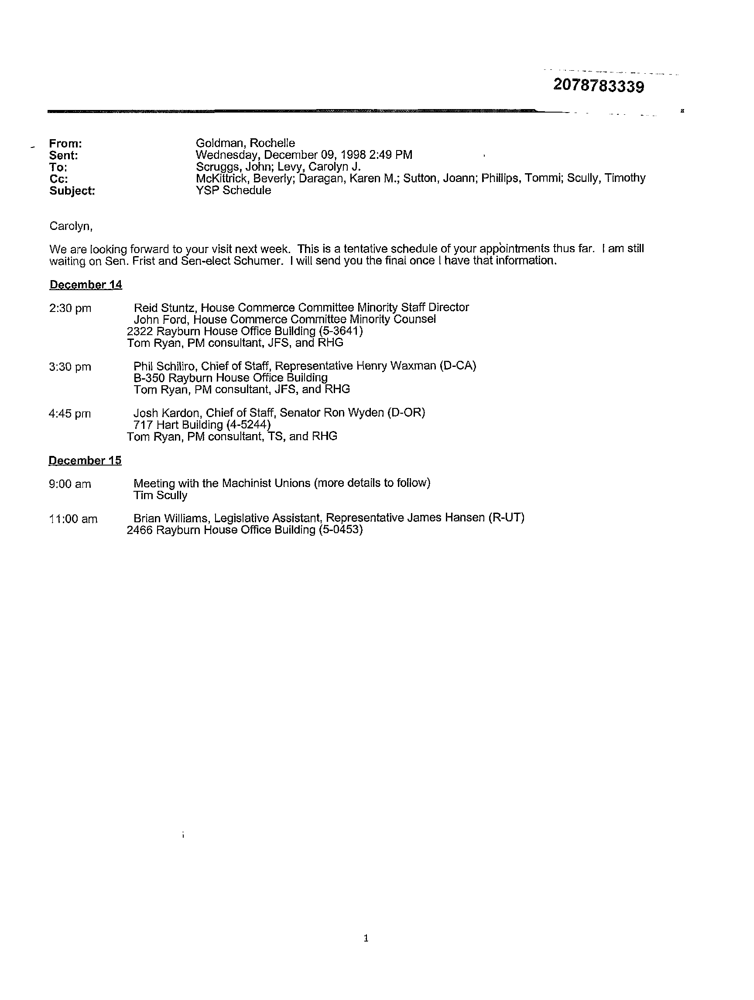 2078783339
From: Goldman, Rochelle
Sent: Wednesday, December 09, 1998 2:49 PM
To: Scruggs, John; Levy, Carolyn J.
Cc: McKittrick, Beverly; Daragan, Karen M.; Sutton, Joann; Phillips, Tommi; Scully, Timothy
Subject: YSP Schedule
Carolyn,
We are looking forward to your visit next week. This is a tentative schedule of your appointments thus far. I am still
waiting on Sen. Frist and Sen-elect Schumer. I will send you the final once I have that information.
December 14
2:30 pm Reid Stuntz, House Commerce Committee Minority Staff Director
John Ford, House Commerce Committee Minority Counsel
2322 Rayburn House Office Building (5-3641)
Tom Ryan, PM consultant, JFS, and RHG
3:30 pm Phil Schiliro, Chief of Staff, Representative Henry Waxman (D-CA)
B-350 Rayburn House Office Building
Tom Ryan, PM consultant, JFS, and RHG
4:45 pm Josh Kardon, Chief of Staff, Senator Ron Wyden (D-OR)
717 Hart Building (4-5244)
Tom Ryan, PM consultant, TS, and RHG
December 15
9:00 am Meeting with the Machinist Unions (more details to follow)
Tim Scully
11:00 am Brian Williams, Legislative Assistant, Representative James Hansen (R-UT)
2466 Rayburn House Office Building (5-0453)
1